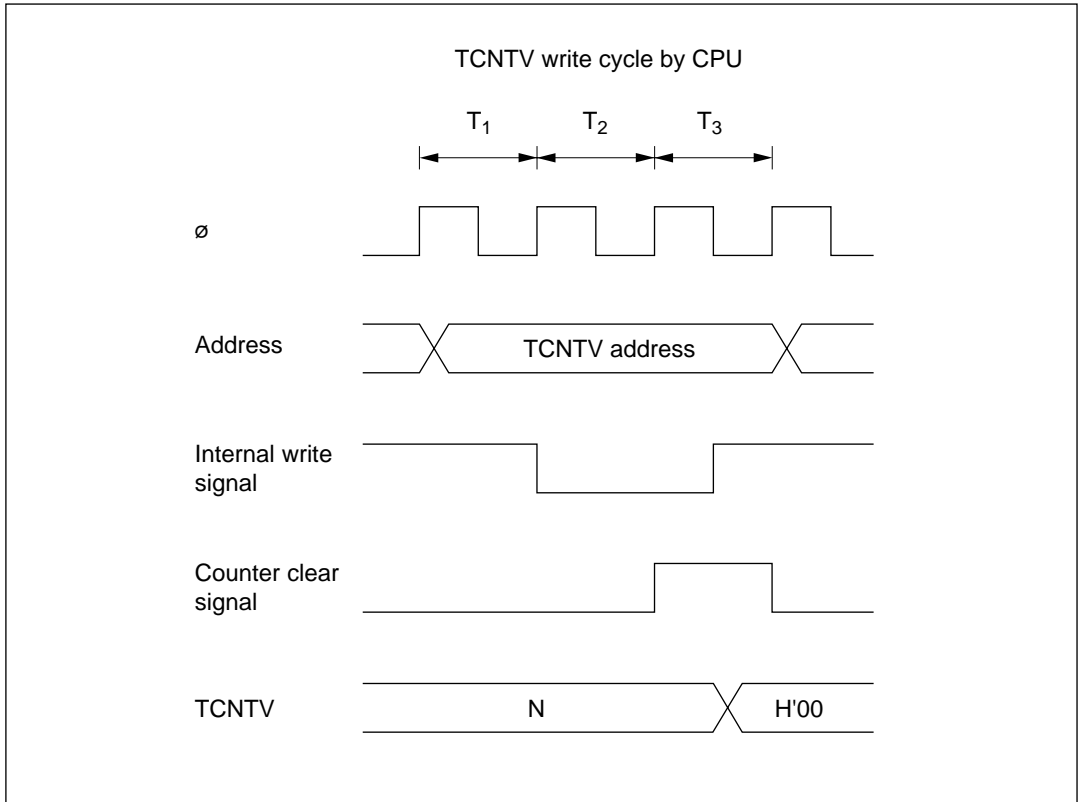 TCNTV write cycle by CPU
T1 T2 T3
ø
Address
TCNTV address
Internal write
signal
Counter clear
signal
TCNTV
N
H'00